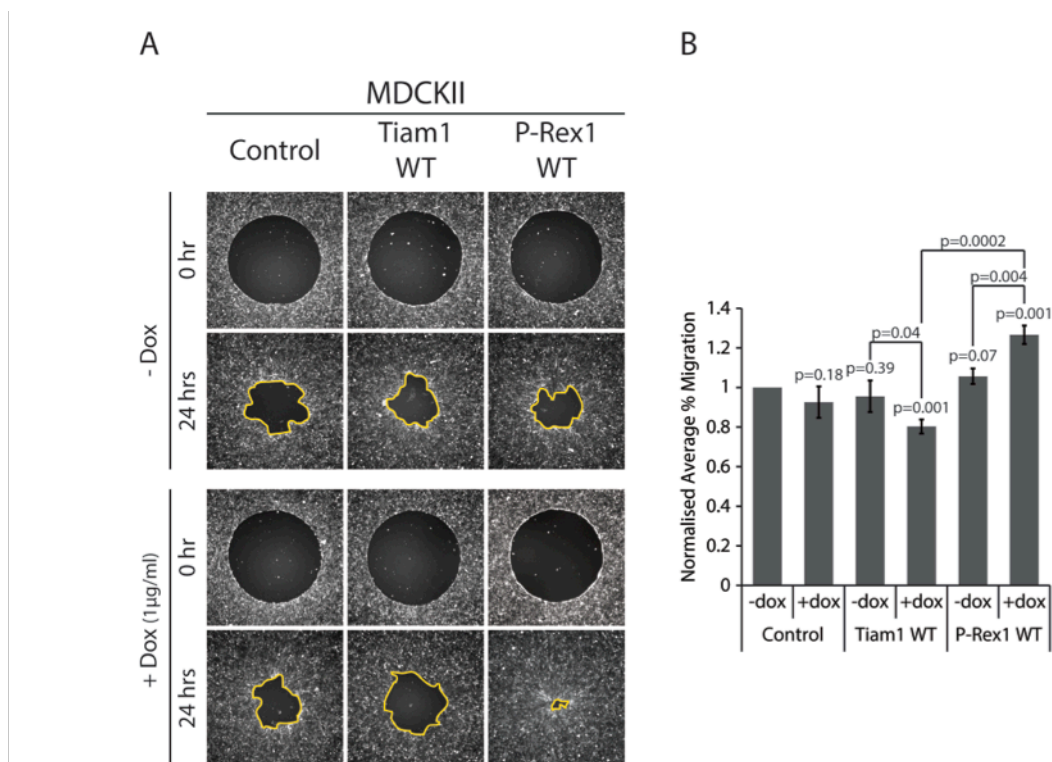 A
MDCKII
Control
Tiam1
WT
P-Rex1
WT
- Dox
0 hr
24 hrs
+ Dox (1µg/ml)
0 hr
24 hrs
B
Normalised Average % Migration
1.4
1.2
1
0.8
0.6
0.4
0.2
0
p=0.18
p=0.39
p=0.04
p=0.001
p=0.07
p=0.004
p=0.0002
p=0.001
-dox +dox -dox +dox -dox +dox
Control Tiam1 WT P-Rex1 WT